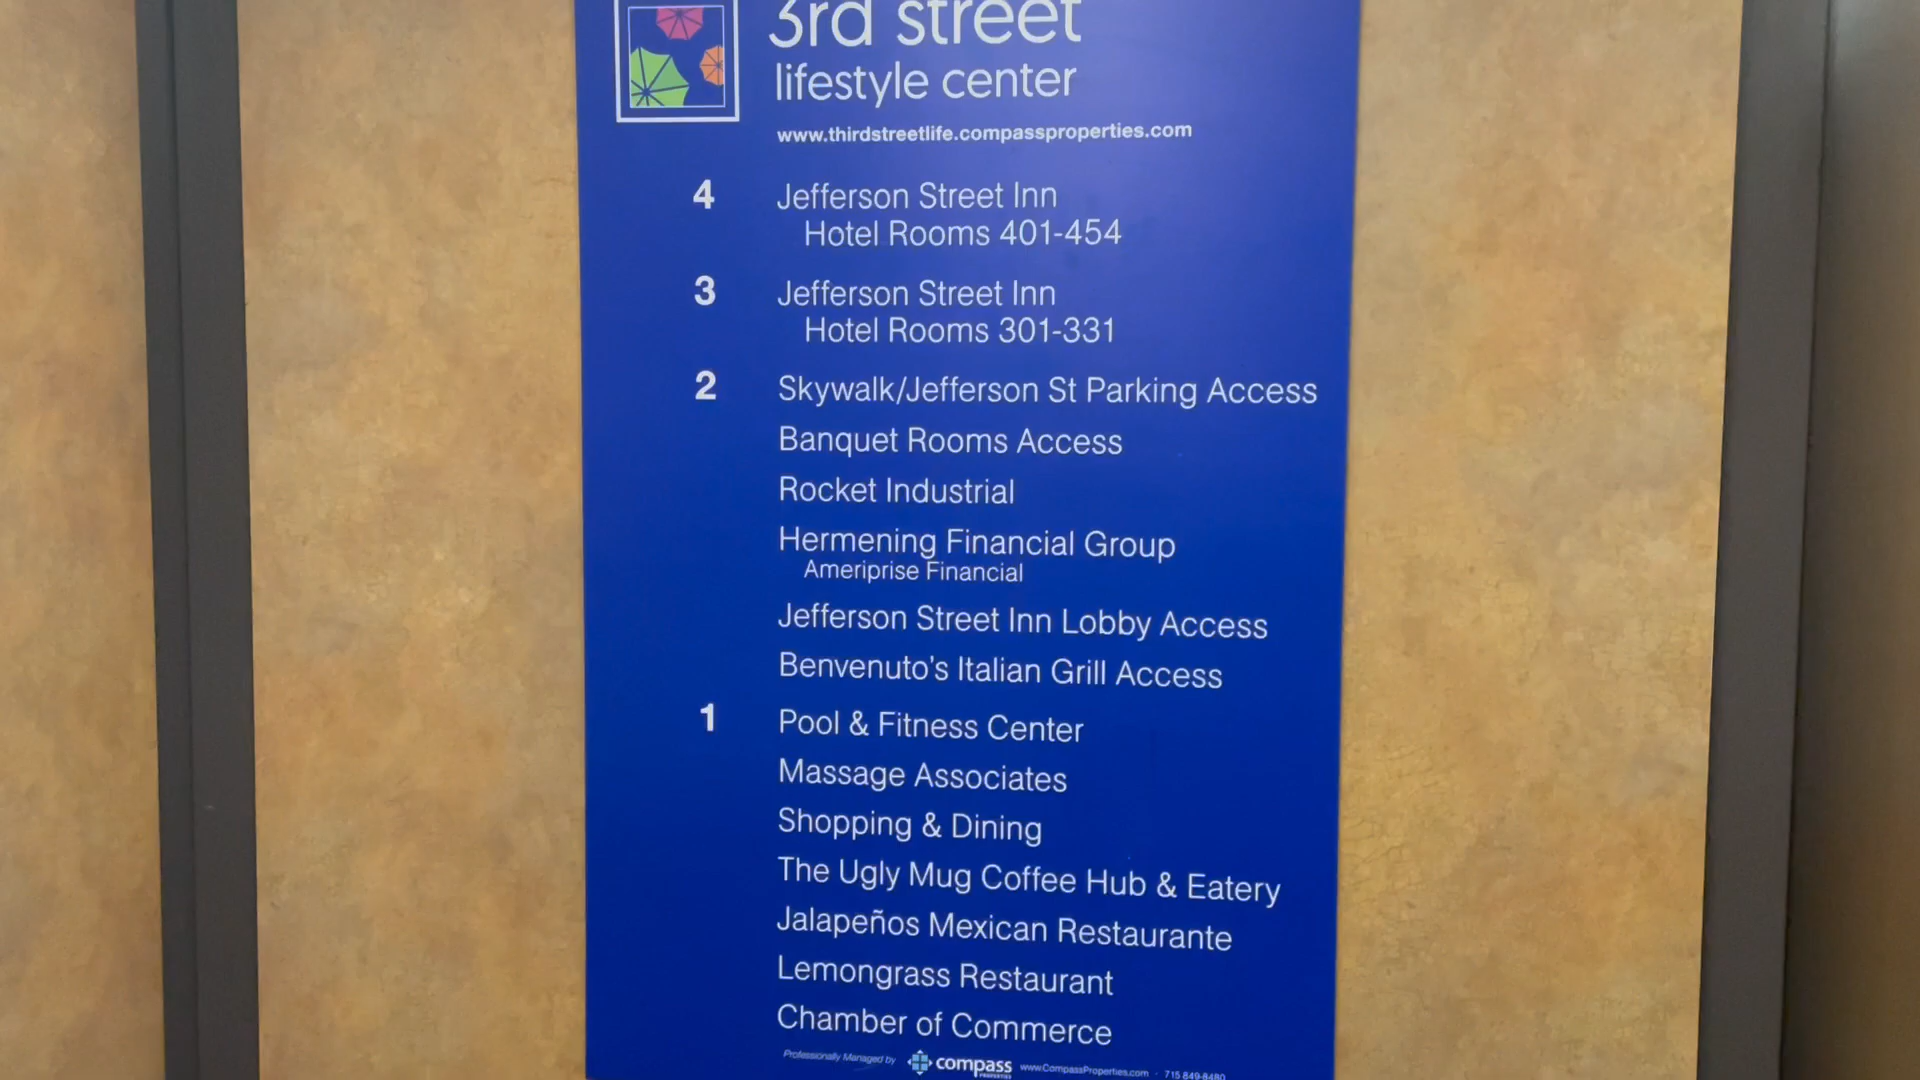 3rd street
lifestyle center
www.thirdstreetlife.compassproperties.com
4 Jefferson Street Inn
Hotel Rooms 401-454
3 Jefferson Street Inn
Hotel Rooms 301-331
2 Skywalk/Jefferson St Parking Access
Banquet Rooms Access
Rocket Industrial
Hermening Financial Group
Ameriprise Financial
Jefferson Street Inn Lobby Access
Benvenuto's Italian Grill Access
1 Pool & Fitness Center
Massage Associates
Shopping & Dining
The Ugly Mug Coffee Hub & Eatery
Jalapeños Mexican Restaurante
Lemongrass Restaurant
Chamber of Commerce
Professionally Managed by compass PROPERTIES www.CompassProperties.com · 715 849-8480